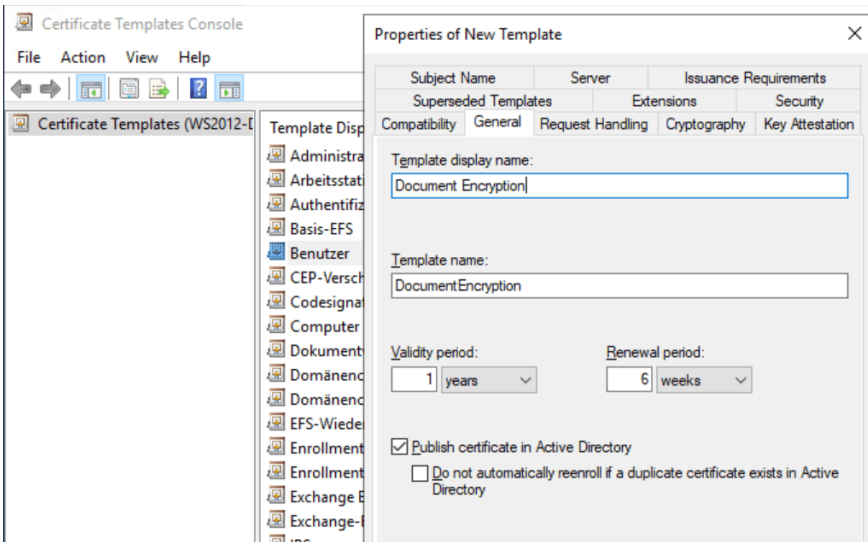 Certificate Templates Console
File Action View Help
Certificate Templates (WS2012-
Template Disp
Administra
Arbeitsstati
Authentifiz
Basis-EFS
Benutzer
CEP-Versch
Codesignat
Computer
Dokument
Domänenc
Domänenc
EFS-Wieder
Enrollment
Enrollment
Exchange E
Exchange-E
Properties of New Template
Subject Name Server Issuance Requirements
Superseded Templates Extensions Security
Compatibility General Request Handling Cryptography Key Attestation
Template display name:
Document Encryption
Template name:
DocumentEncryption
Validity period: Renewal period:
1 years 6 weeks
Publish certificate in Active Directory
Do not automatically reenroll if a duplicate certificate exists in Active
Directory